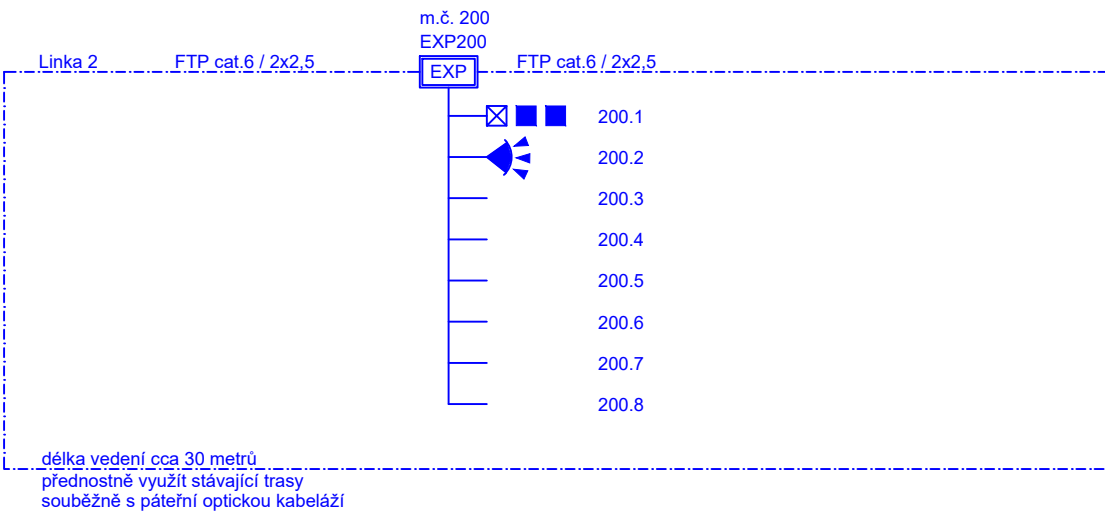 m.č. 200
EXP200
Linka 2
FTP cat.6 / 2x2,5
EXP
FTP cat.6 / 2x2,5
200.1
200.2
200.3
200.4
200.5
200.6
200.7
200.8
délka vedení cca 30 metrů
přednostně využít stávající trasy
souběžně s páteřní optickou kabeláží